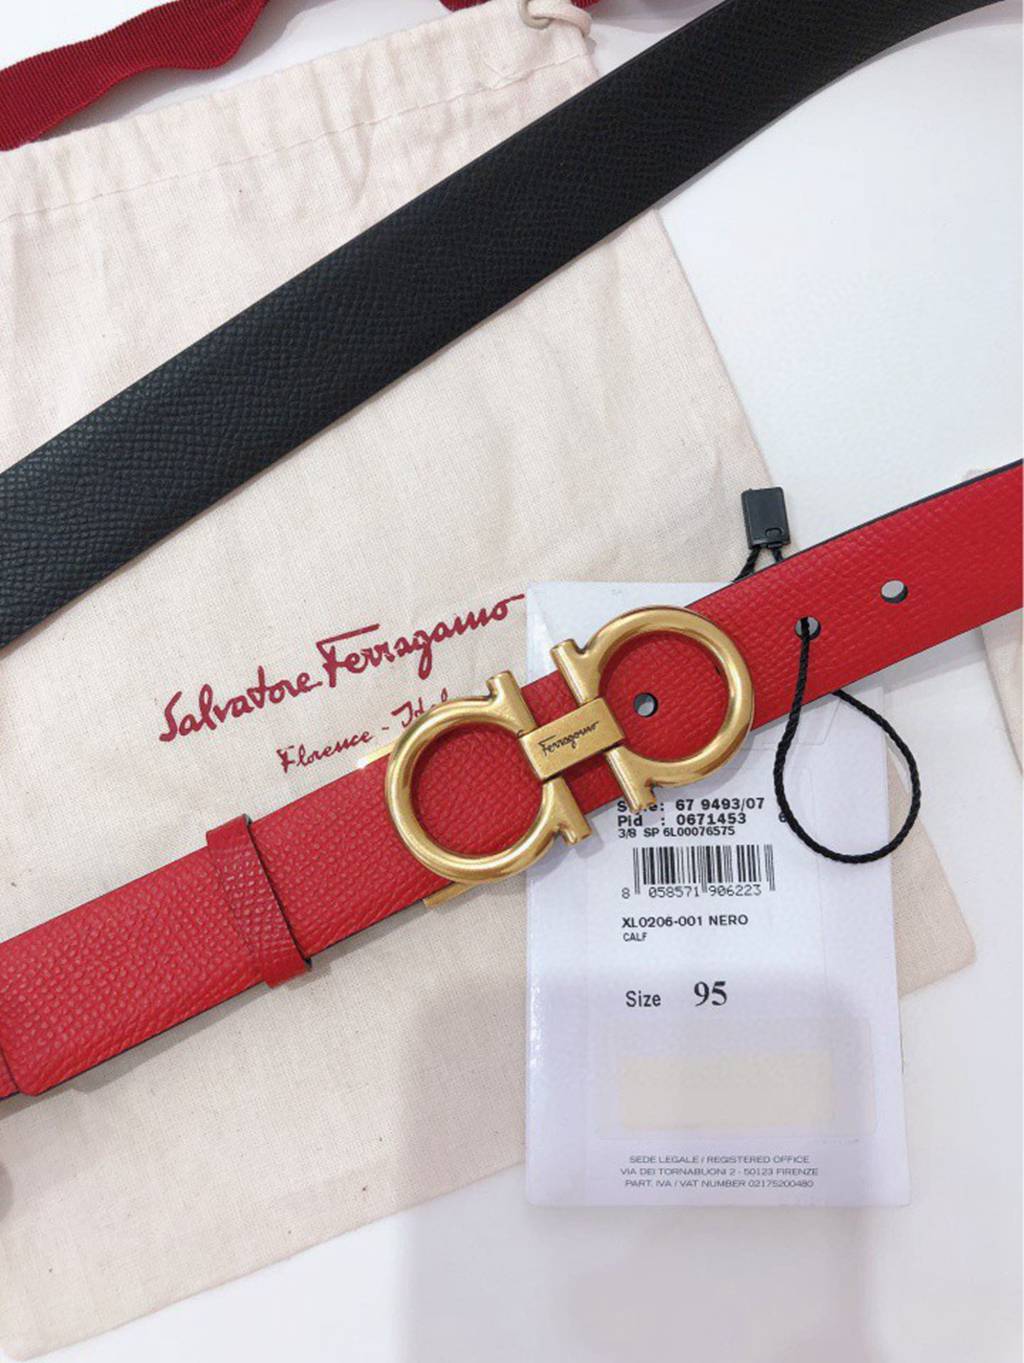 Salvatore Ferragamo
Florence -
Ferragamo
67 9493/07
Pid : 0671453
3/8 SP 6L00076575
8 058571 906223
XL0206-001 NERO
CALF
Size 95
SEDE LEGALE / REGISTERED OFFICE
VIA DEI TORNABUONI 2 - 50123 FIRENZE
PART. IVA / VAT NUMBER 02175200480